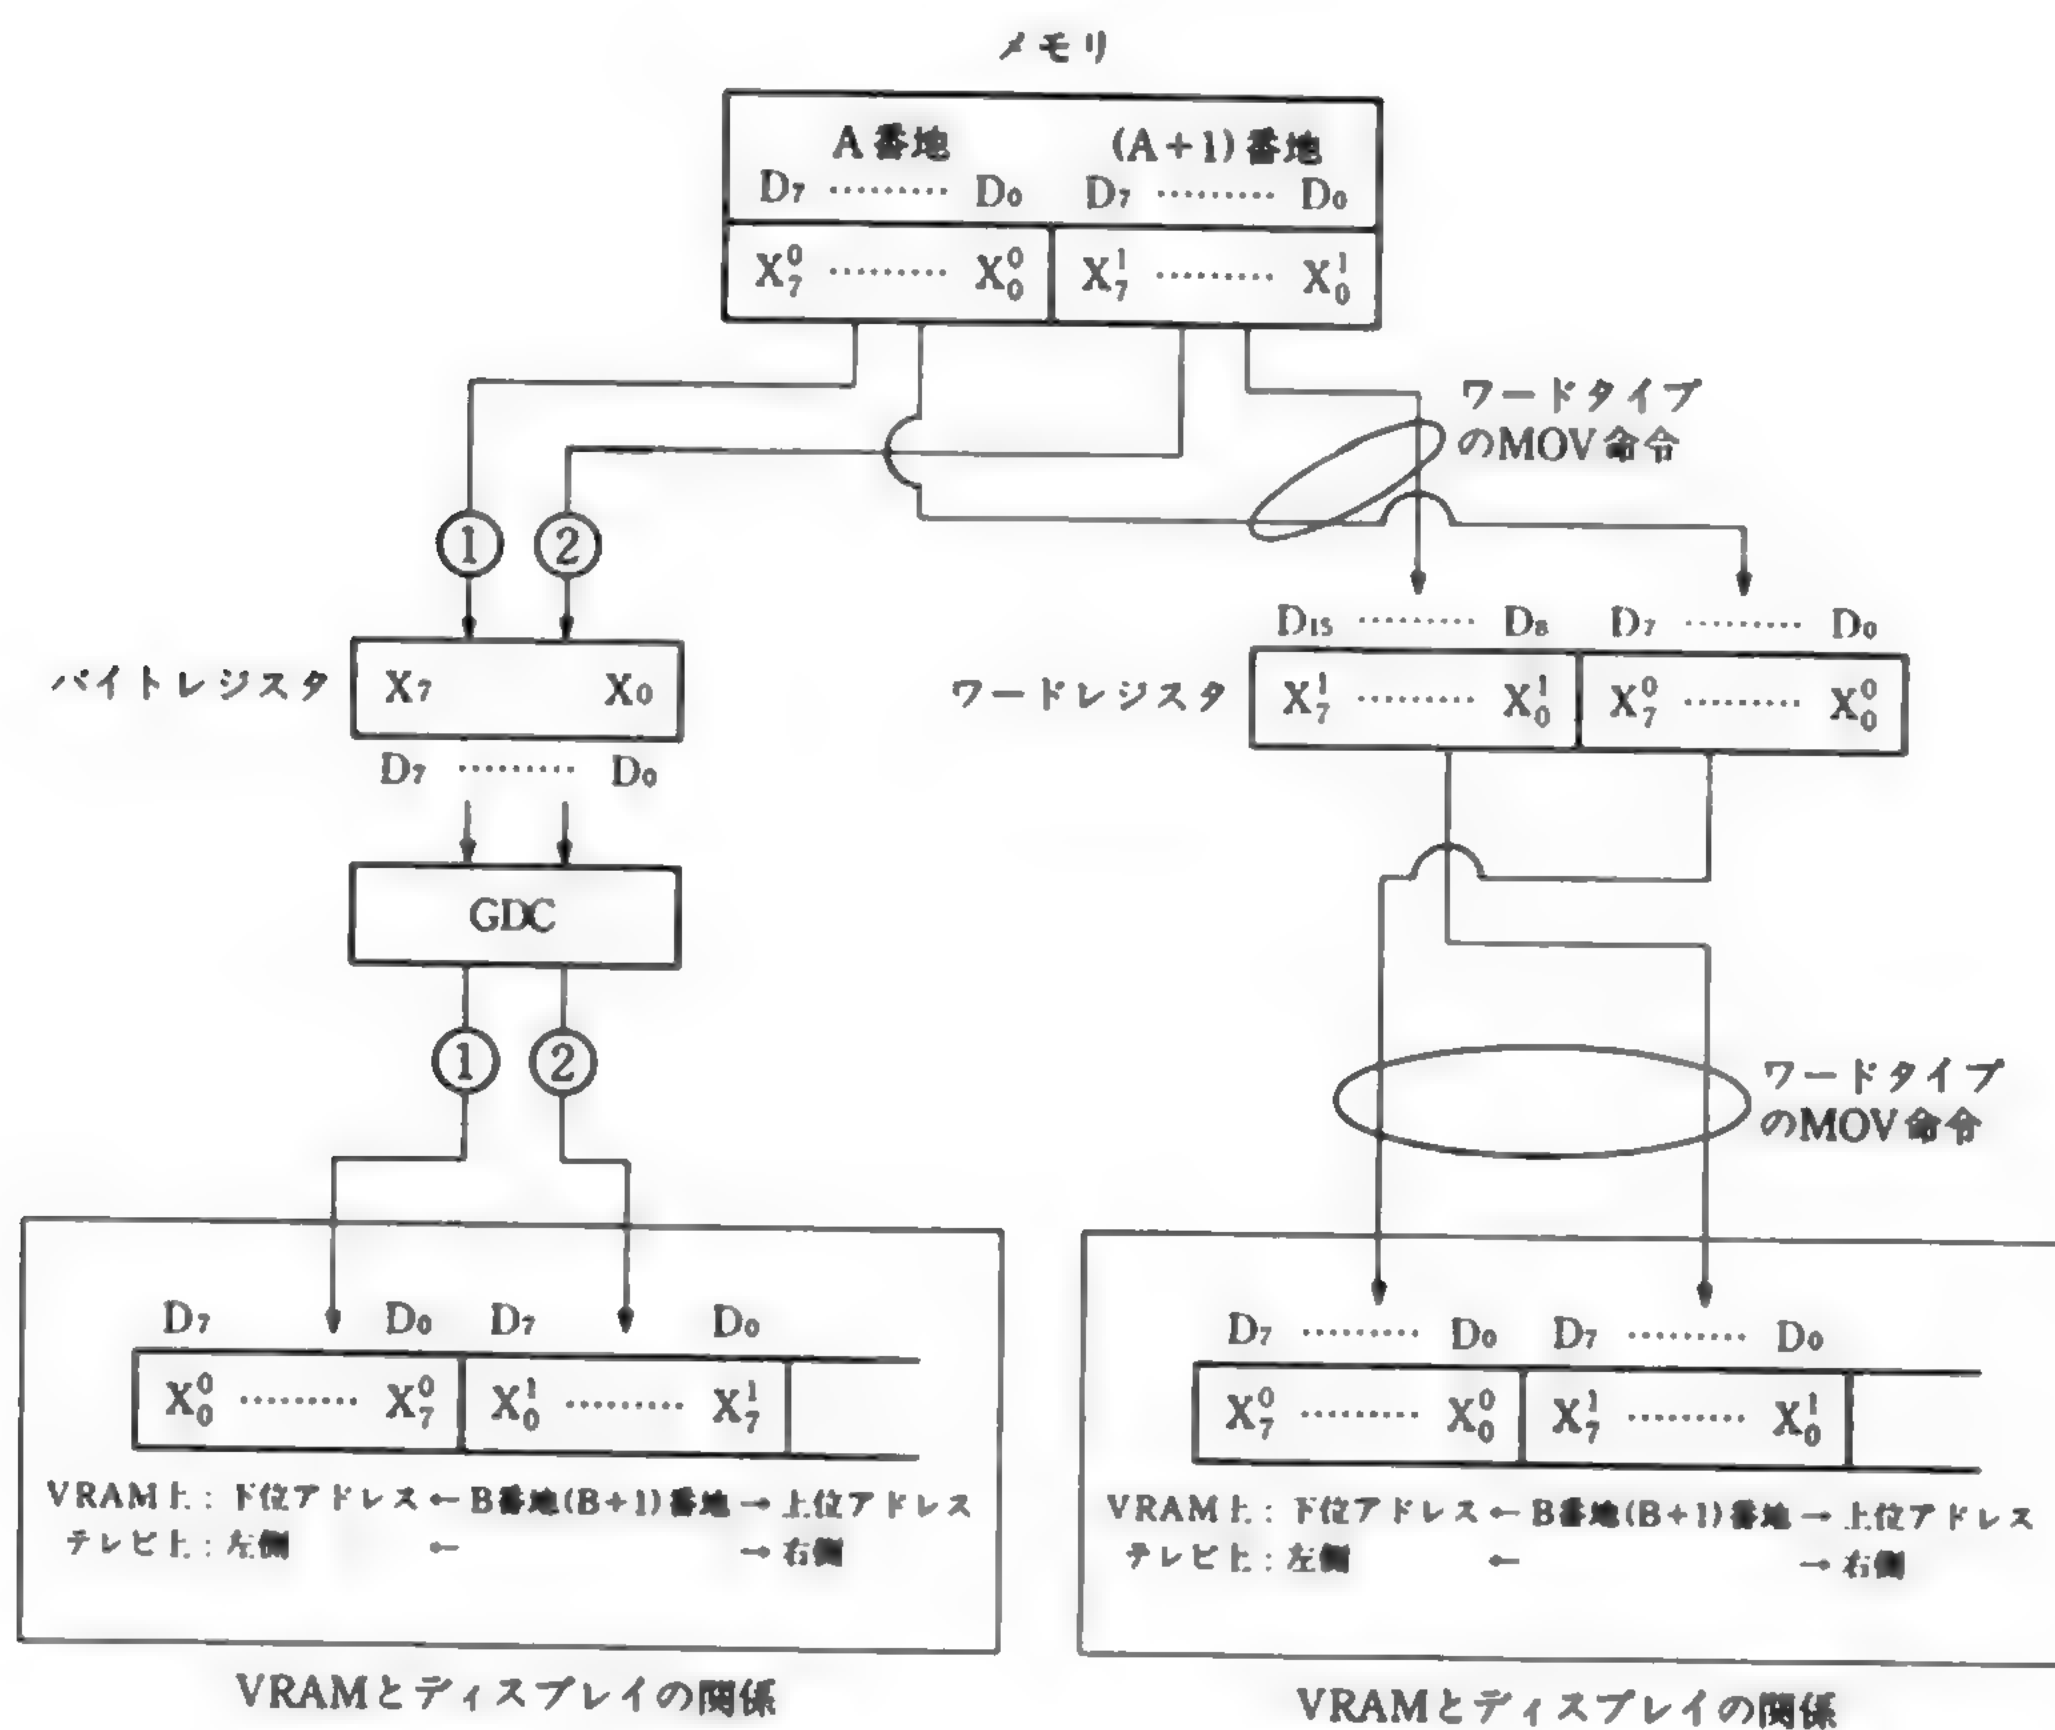 メモリ
A番地 (A+1)番地
D₇ ········· D₀ D₇ ········· D₀
X⁰₇ ········· X⁰₀ X¹₇ ········· X¹₀
ワードタイプ
のMOV命令
① ②
D₁₅ ········· D₈ D₇ ········· D₀
バイトレジスタ X₇ X₀
ワードレジスタ X¹₇ ········· X¹₀ X⁰₇ ········· X⁰₀
D₇ ········· D₀
GDC
① ②
ワードタイプ
のMOV命令
D₇ D₀ D₇ D₀
X⁰₀ ········· X⁰₇ X¹₀ ········· X¹₇
VRAM上:下位アドレス←B番地(B+1)番地→上位アドレス
テレビ上:左側 ← →右側
VRAMとディスプレイの関係
D₇ ········· D₀ D₇ ········· D₀
X⁰₇ ········· X⁰₀ X¹₇ ········· X¹₀
VRAM上:下位アドレス←B番地(B+1)番地→上位アドレス
テレビ上:左側 ← →右側
VRAMとディスプレイの関係